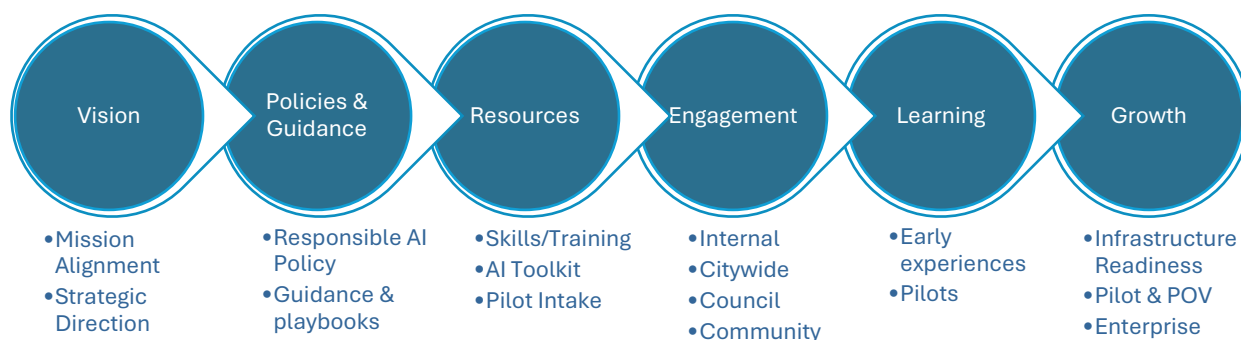 Vision
Policies &
Guidance
Resources
Engagement
Learning
Growth
•Mission
Alignment
•Strategic
Direction
•Responsible AI
Policy
•Guidance &
playbooks
•Skills/Training
•AI Toolkit
•Pilot Intake
•Internal
•Citywide
•Council
•Community
•Early
experiences
•Pilots
•Infrastructure
Readiness
•Pilot & POV
•Enterprise